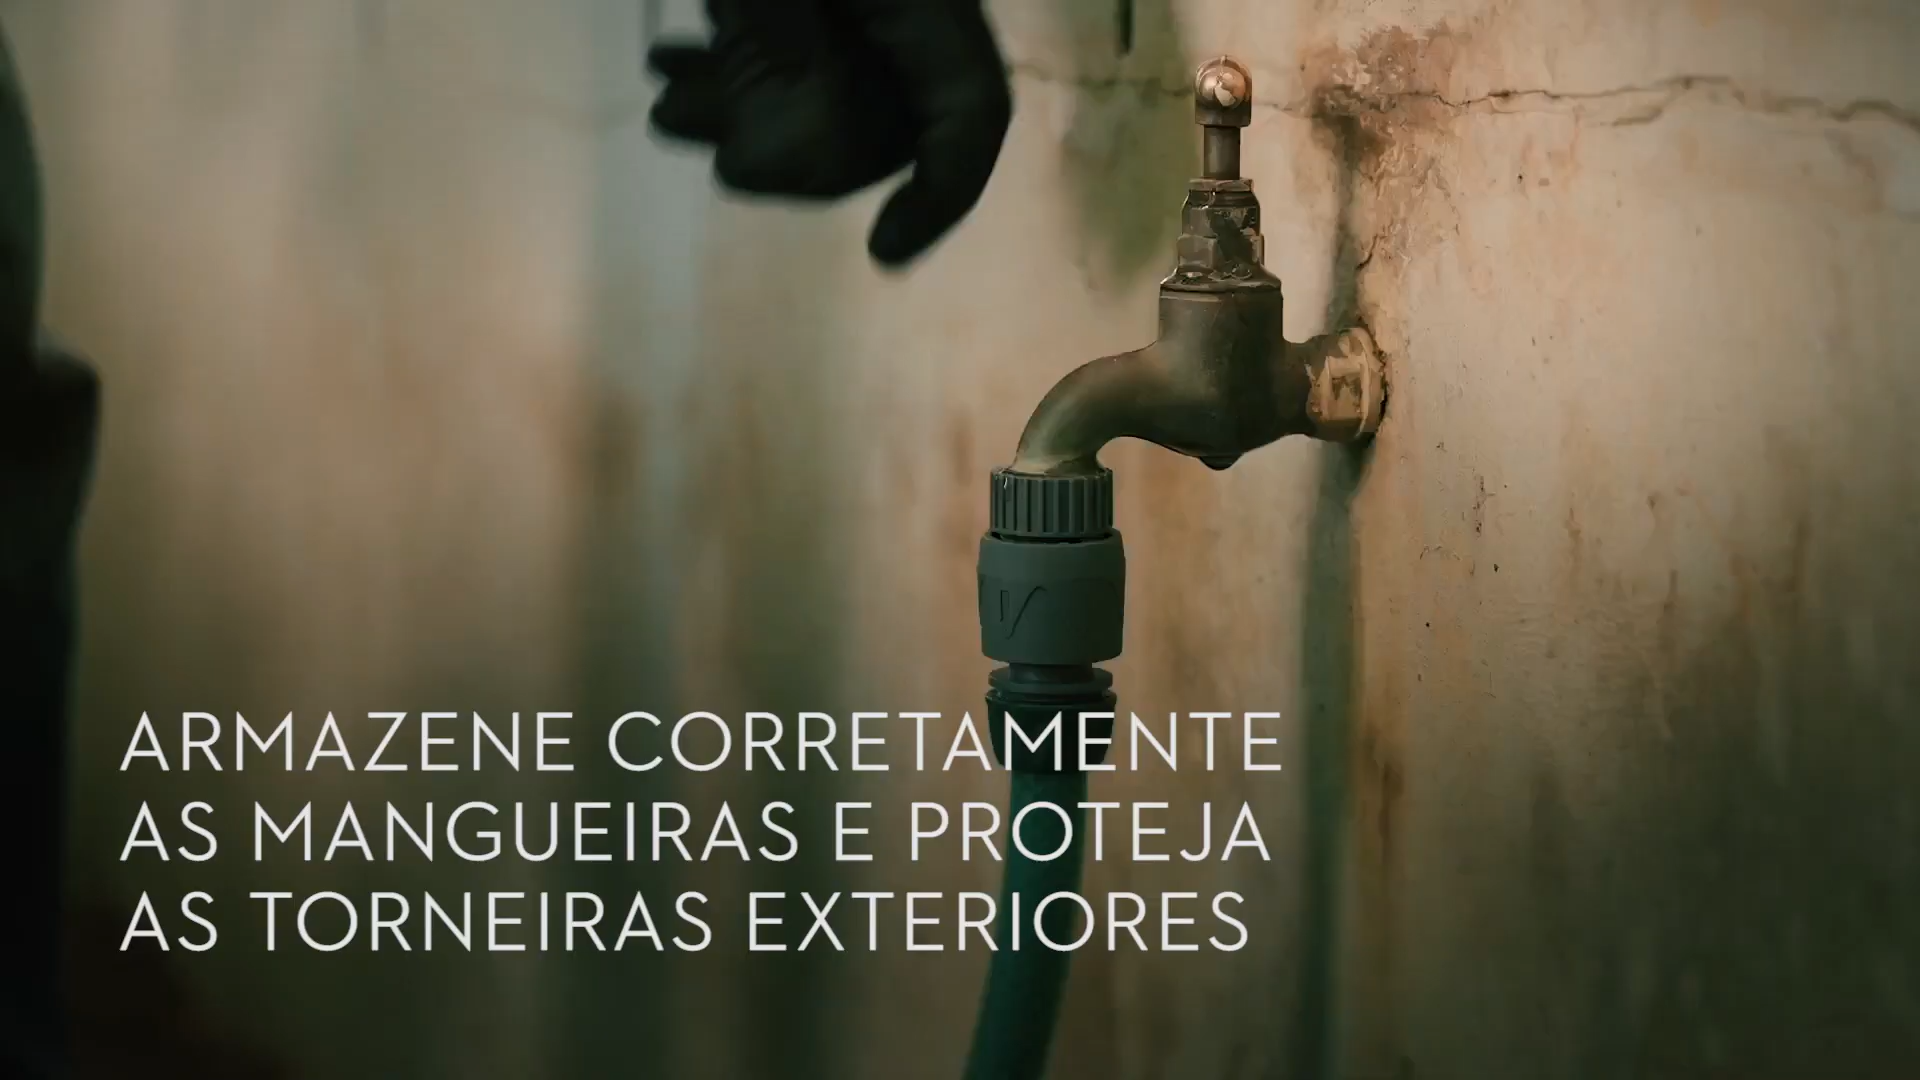 ARMAZENE CORRETAMENTE
AS MANGUEIRAS E PROTEJA
AS TORNEIRAS EXTERIORES